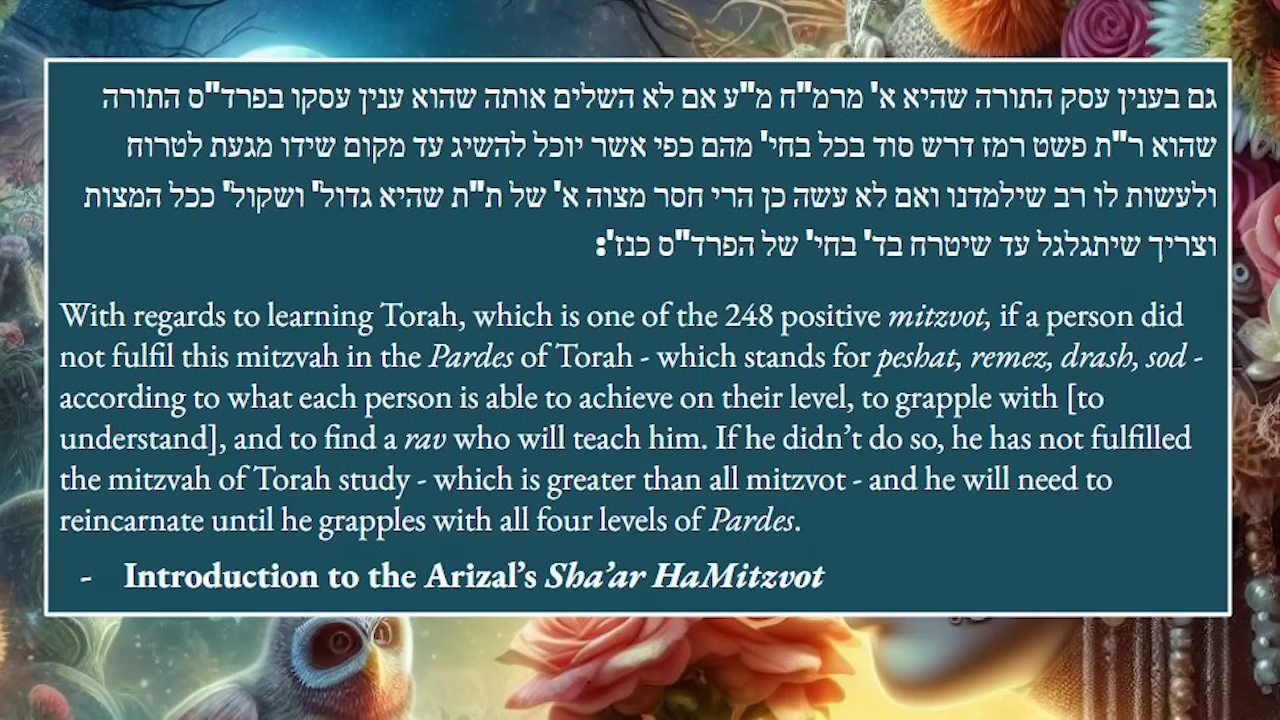 גם בענין עסק התורה שהיא א' מרמ"ח מ"ע אם לא השלים אותה שהוא ענין עסקו בפרד"ס התורה
שהוא ר"ת פשט רמז דרש סוד בכל בחי' מהם כפי אשר יוכל להשיג עד מקום שידו מגעת לטרוח
ולעשות לו רב שילמדנו ואם לא עשה כן הרי חסר מצוה א' של ת"ת שהיא גדול' ושקול' ככל המצות
וצריך שיתגלגל עד שיטרח בד' בחי' של הפרד"ס כנז':
With regards to learning Torah, which is one of the 248 positive mitzvot, if a person did
not fulfil this mitzvah in the Pardes of Torah - which stands for peshat, remez, drash, sod -
according to what each person is able to achieve on their level, to grapple with [to
understand], and to find a rav who will teach him. If he didn’t do so, he has not fulfilled
the mitzvah of Torah study - which is greater than all mitzvot - and he will need to
reincarnate until he grapples with all four levels of Pardes.
- Introduction to the Arizal’s Sha’ar HaMitzvot